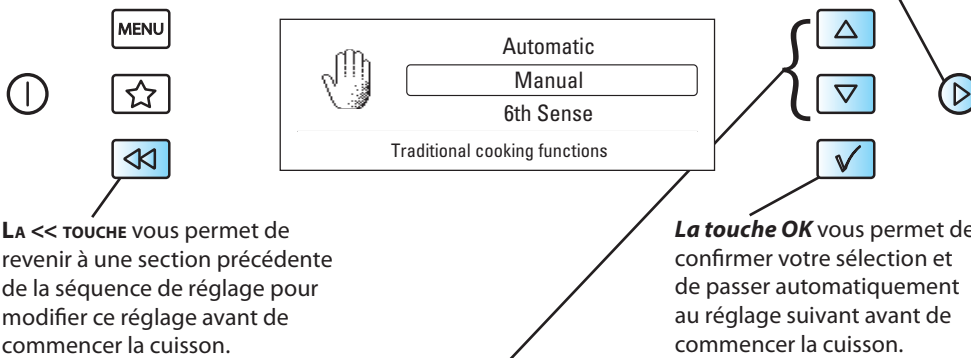 MENU
Automatic
Manual
6th Sense
Traditional cooking functions
LA << TOUCHE vous permet de
revenir à une section précédente
de la séquence de réglage pour
modifier ce réglage avant de
commencer la cuisson.
La touche OK vous permet de
confirmer votre sélection et
de passer automatiquement
au réglage suivant avant de
commencer la cuisson.